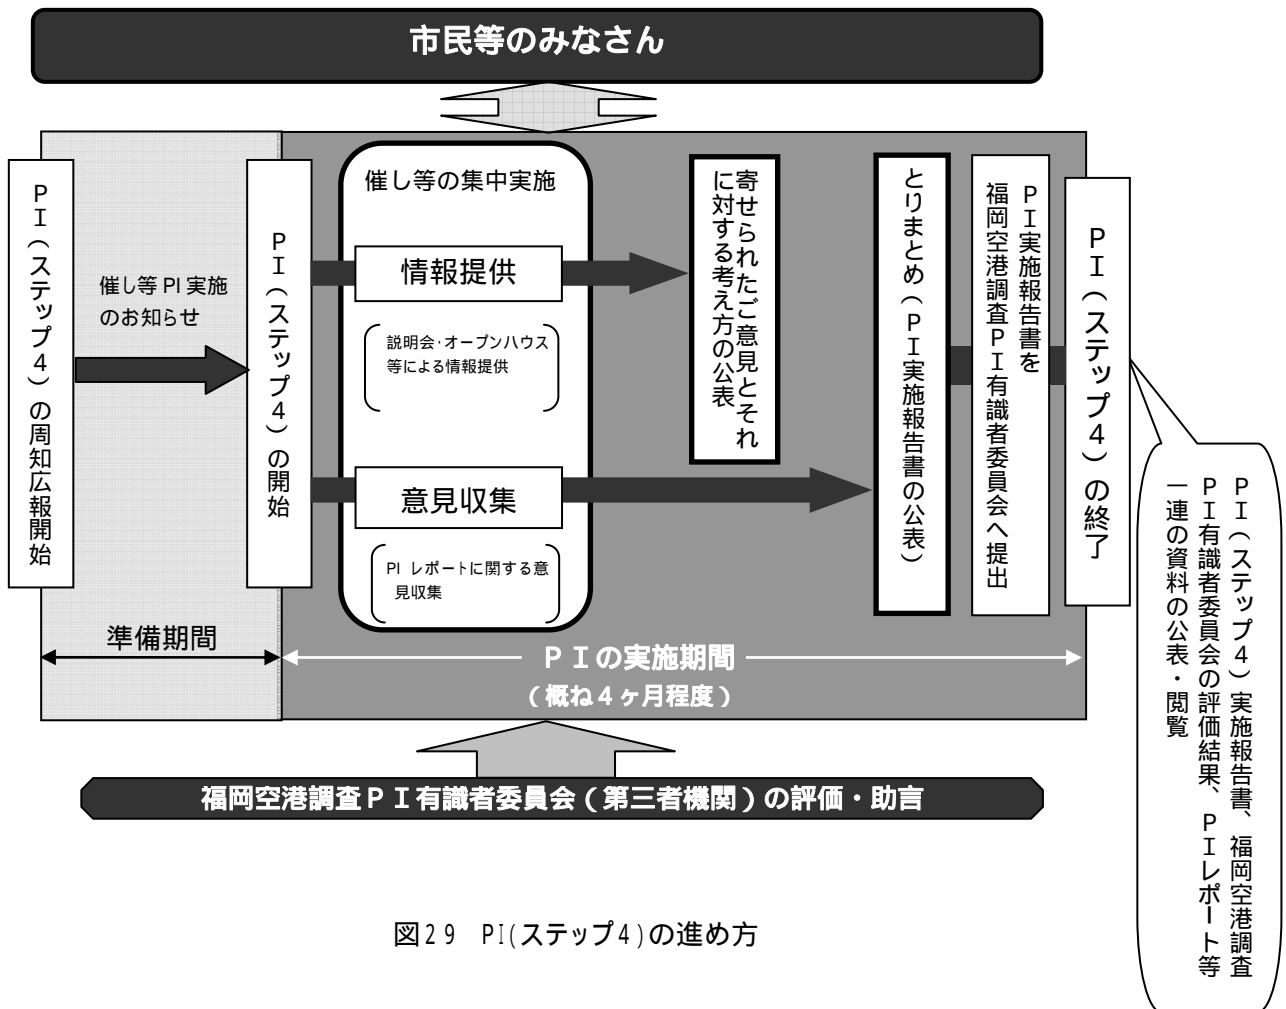 市民等のみなさん
ＰＩ（ステップ４）の周知広報開始
催し等 PI 実施
のお知らせ
ＰＩ（ステップ４）の開始
催し等の集中実施
情報提供
説明会・オープンハウス
等による情報提供
意見収集
PI レポートに関する意
見収集
寄せられたご意見とそれ
に対する考え方の公表
とりまとめ（ＰＩ実施報告書の公表）
ＰＩ実施報告書を
福岡空港調査ＰＩ有識者委員会へ提出
ＰＩ（ステップ４）の終了
ＰＩ（ステップ４）実施報告書、福岡空港調査
ＰＩ有識者委員会の評価結果、ＰＩレポート等
一連の資料の公表・閲覧
準備期間
ＰＩの実施期間
（概ね４ヶ月程度）
福岡空港調査ＰＩ有識者委員会（第三者機関）の評価・助言
図２９　PI(ステップ４)の進め方